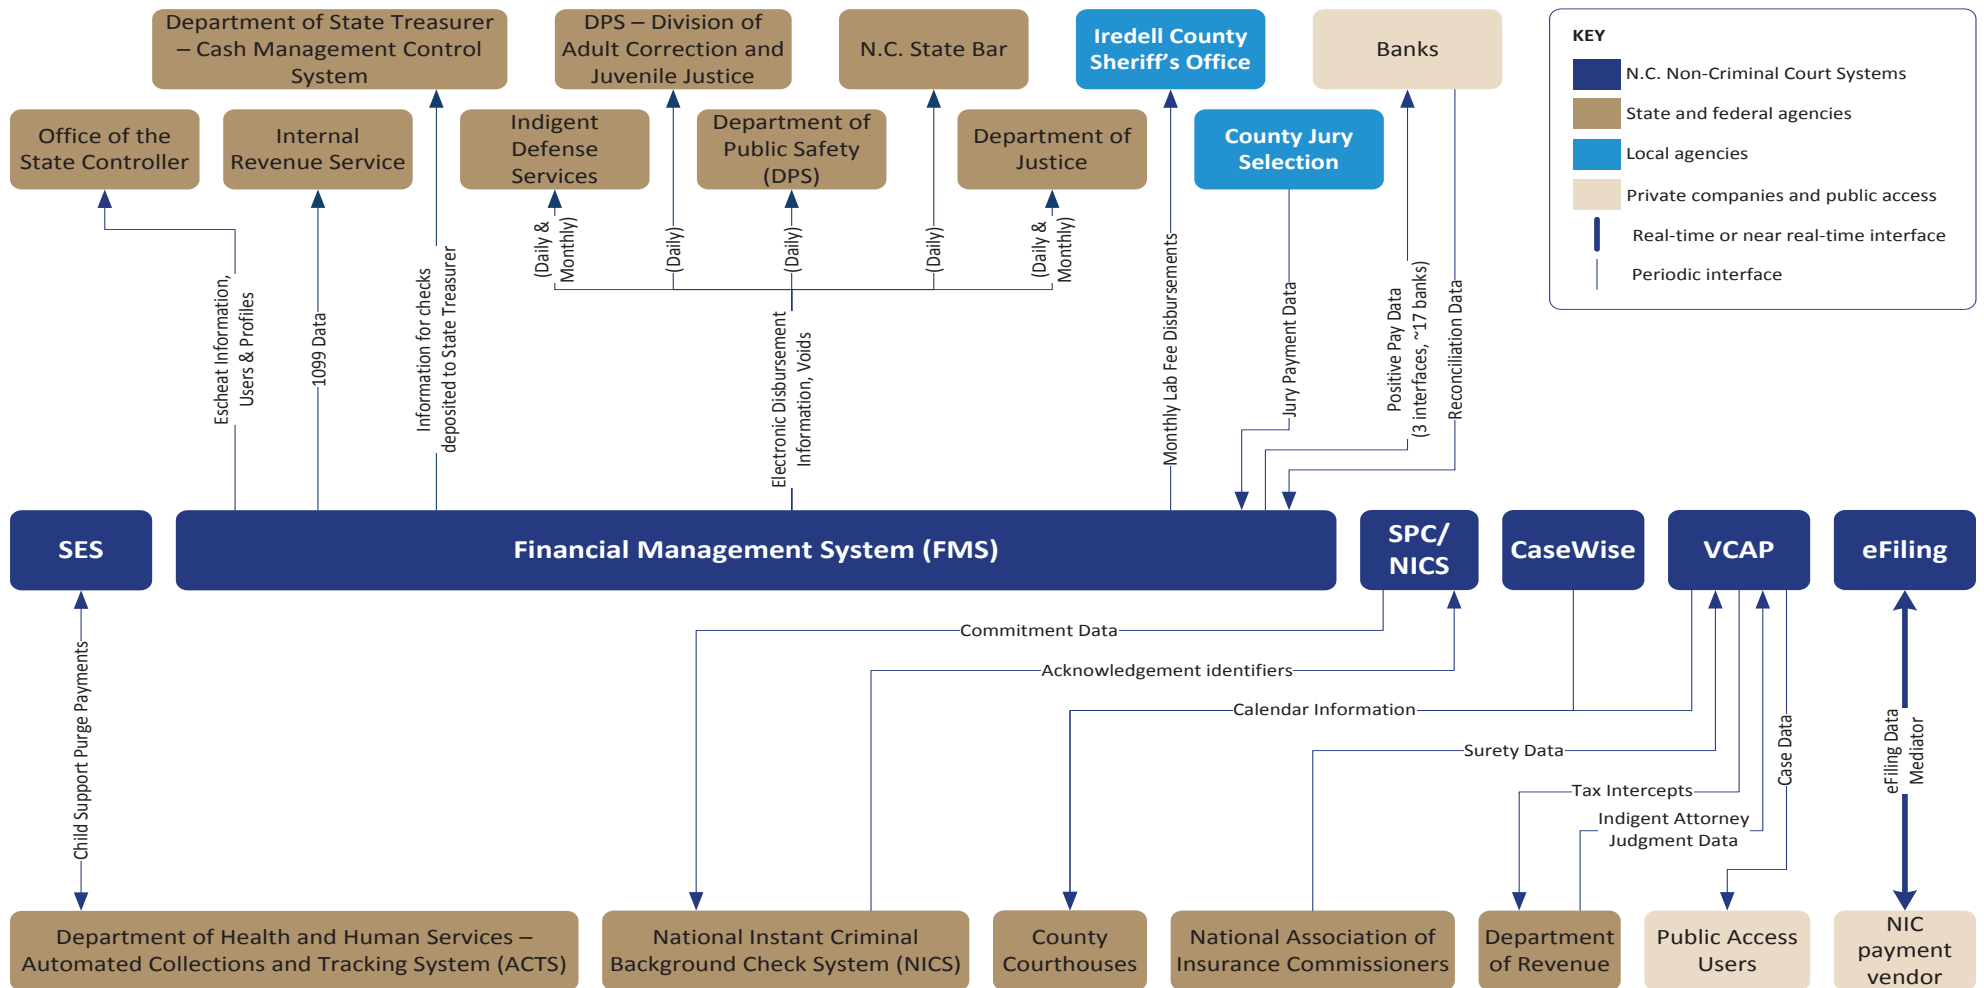 Department of State Treasurer
– Cash Management Control
System
DPS – Division of
Adult Correction and
Juvenile Justice
N.C. State Bar
Iredell County
Sheriff’s Office
Banks
KEY
N.C. Non-Criminal Court Systems
State and federal agencies
Local agencies
Private companies and public access
Real-time or near real-time interface
Periodic interface
Office of the
State Controller
Internal
Revenue Service
Indigent
Defense
Services
Department of
Public Safety
(DPS)
Department of
Justice
County Jury
Selection
(Daily &
Monthly)
(Daily)
(Daily)
(Daily)
(Daily &
Monthly)
Escheat Information,
Users & Profiles
1099 Data
Information for checks
deposited to State Treasurer
Electronic Disbursement
Information, Voids
Monthly Lab Fee Disbursements
Jury Payment Data
Positive Pay Data
(3 interfaces, ~17 banks)
Reconciliation Data
SES
Financial Management System (FMS)
SPC/
NICS
CaseWise
VCAP
eFiling
Child Support Purge Payments
Commitment Data
Acknowledgement identifiers
Calendar Information
Surety Data
Tax Intercepts
Indigent Attorney
Judgment Data
Case Data
eFiling Data
Mediator
Department of Health and Human Services –
Automated Collections and Tracking System (ACTS)
National Instant Criminal
Background Check System (NICS)
County
Courthouses
National Association of
Insurance Commissioners
Department
of Revenue
Public Access
Users
NIC
payment
vendor